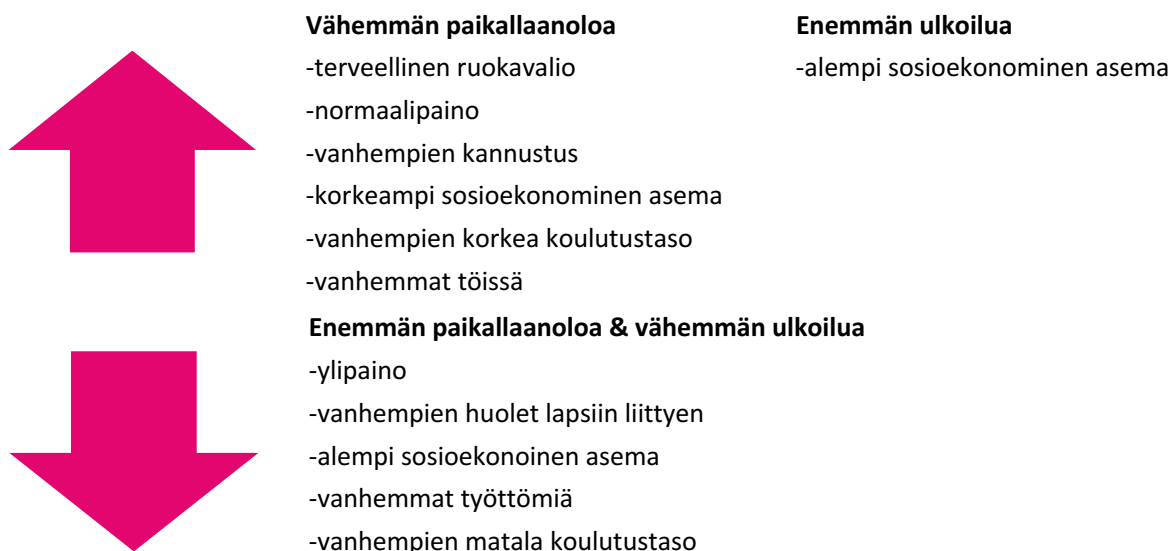 Vähemmän paikallaanoloa
-terveellinen ruokavalio
-normaalipaino
-vanhempien kannustus
-korkeampi sosioekonominen asema
-vanhempien korkea koulutustaso
-vanhemmat töissä
Enemmän ulkoilua
-alempi sosioekonominen asema
Enemmän paikallaanoloa & vähemmän ulkoilua
-ylipaino
-vanhempien huolet lapsiin liittyen
-alempi sosioekonoinen asema
-vanhemmat työttömiä
-vanhempien matala koulutustaso